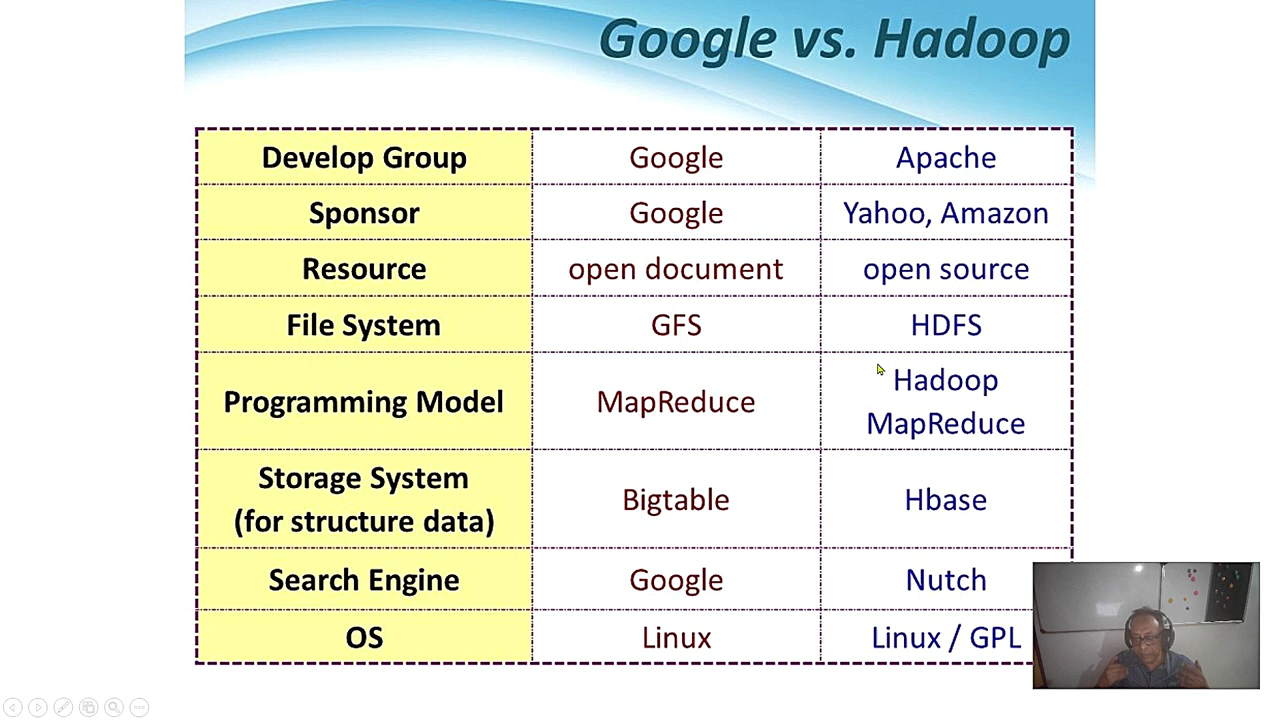 Google vs. Hadoop
Develop Group Google Apache
Sponsor Google Yahoo, Amazon
Resource open document open source
File System GFS HDFS
Programming Model MapReduce Hadoop
MapReduce
Storage System
(for structure data) Bigtable Hbase
Search Engine Google Nutch
OS Linux Linux / GPL